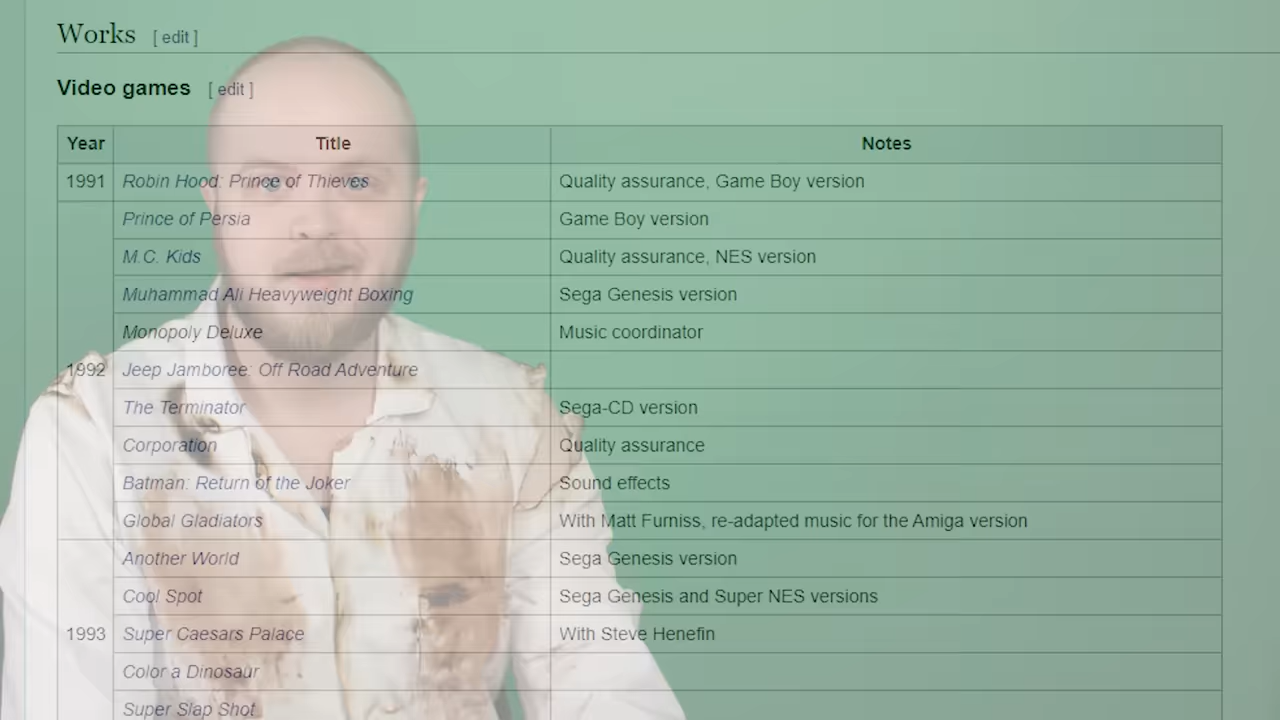 Works [ edit ]
Video games [ edit ]
Year Title Notes
1991 Robin Hood: Prince of Thieves Quality assurance, Game Boy version
Prince of Persia Game Boy version
M.C. Kids Quality assurance, NES version
Muhammad Ali Heavyweight Boxing Sega Genesis version
Monopoly Deluxe Music coordinator
1992 Jeep Jamboree: Off Road Adventure
The Terminator Sega-CD version
Corporation Quality assurance
Batman: Return of the Joker Sound effects
Global Gladiators With Matt Furniss, re-adapted music for the Amiga version
Another World Sega Genesis version
Cool Spot Sega Genesis and Super NES versions
1993 Super Caesars Palace With Steve Henefin
Color a Dinosaur
Super Slap Shot